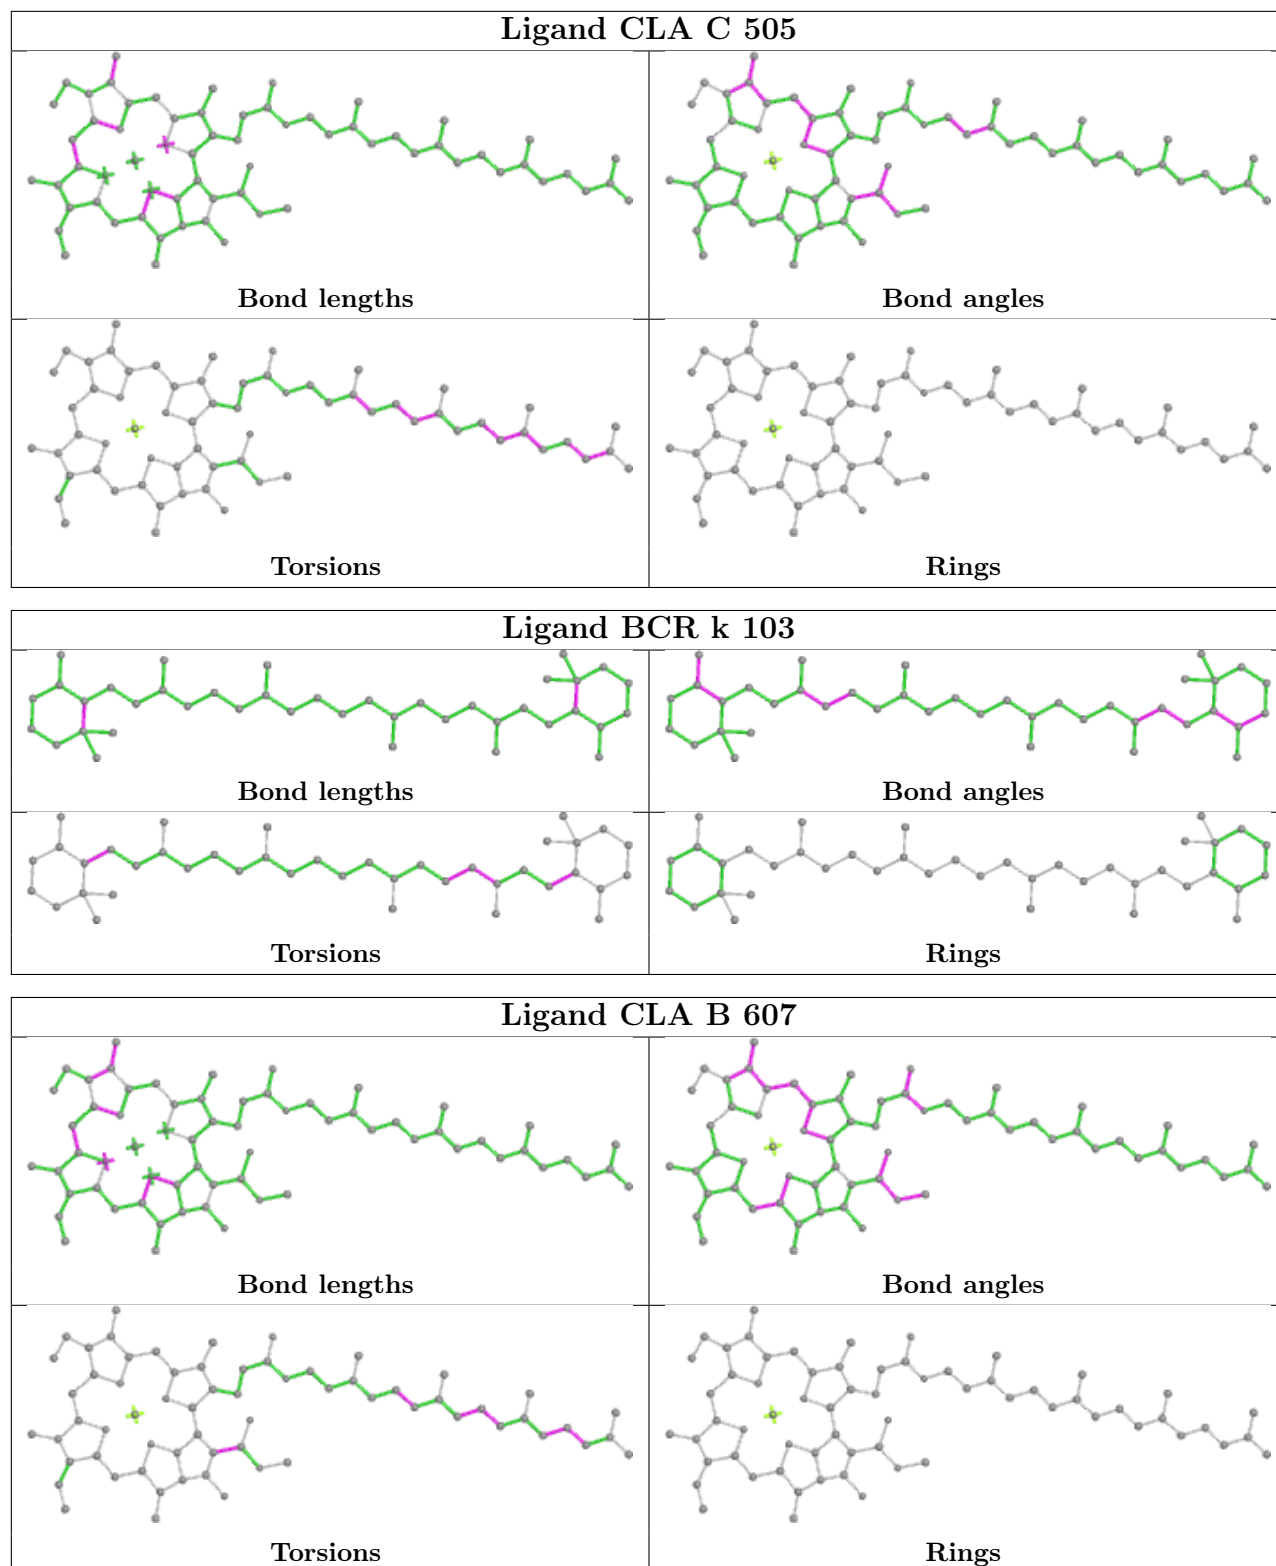 Ligand CLA C 505
Bond lengths
Bond angles
Torsions
Rings
Ligand BCR k 103
Bond lengths
Bond angles
Torsions
Rings
Ligand CLA B 607
Bond lengths
Bond angles
Torsions
Rings